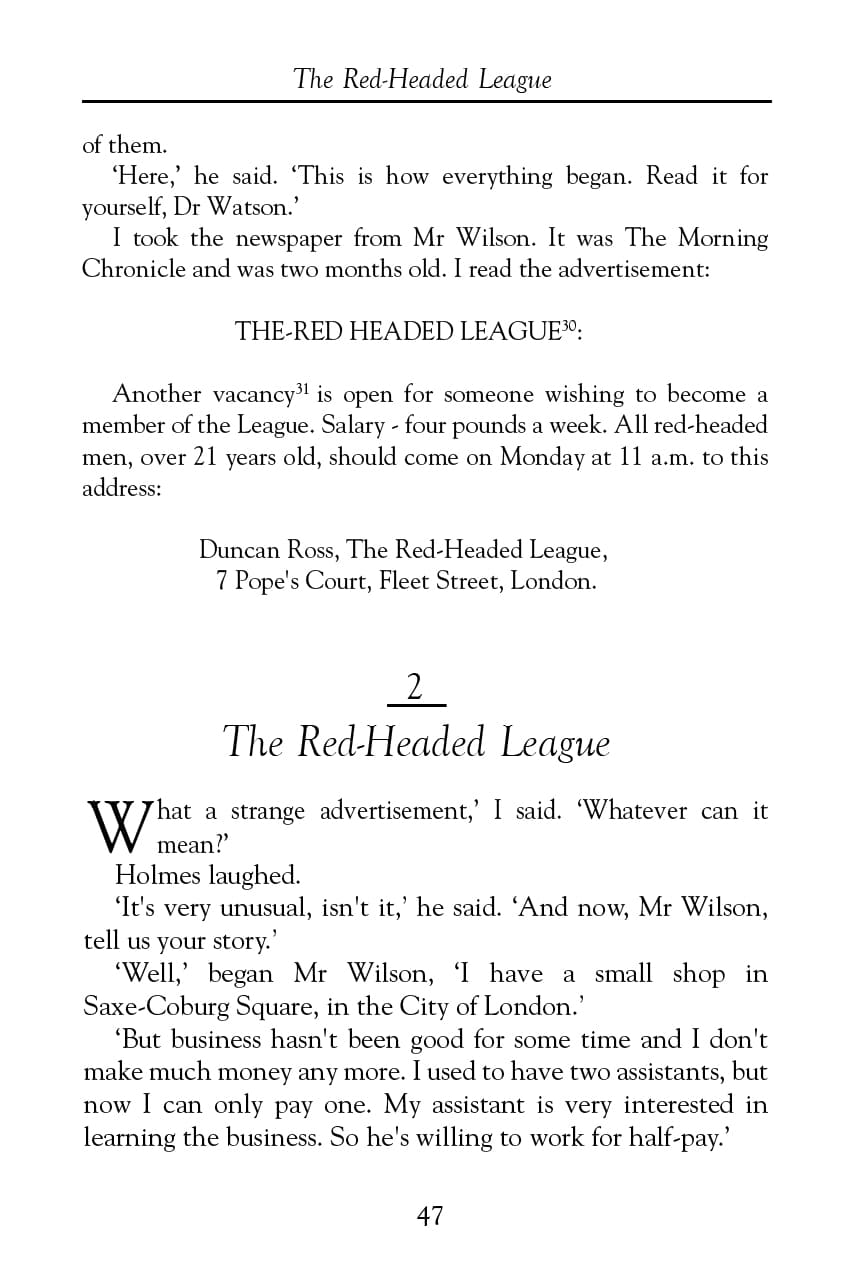 The Red-Headed League
of them.
‘Here,’ he said. ‘This is how everything began. Read it for
yourself, Dr Watson.’
I took the newspaper from Mr Wilson. It was The Morning
Chronicle and was two months old. I read the advertisement:
THE-RED HEADED LEAGUE³⁰:
Another vacancy³¹ is open for someone wishing to become a
member of the League. Salary - four pounds a week. All red-headed
men, over 21 years old, should come on Monday at 11 a.m. to this
address:
Duncan Ross, The Red-Headed League,
7 Pope's Court, Fleet Street, London.
2
The Red-Headed League
What a strange advertisement,’ I said. ‘Whatever can it
mean?’
Holmes laughed.
‘It's very unusual, isn't it,’ he said. ‘And now, Mr Wilson,
tell us your story.’
‘Well,’ began Mr Wilson, ‘I have a small shop in
Saxe-Coburg Square, in the City of London.’
‘But business hasn't been good for some time and I don't
make much money any more. I used to have two assistants, but
now I can only pay one. My assistant is very interested in
learning the business. So he's willing to work for half-pay.’
47